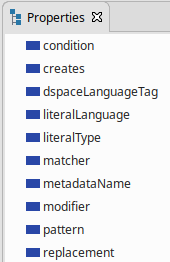 Properties
condition
creates
dspaceLanguageTag
literalLanguage
literalType
matcher
metadataName
modifier
pattern
replacement